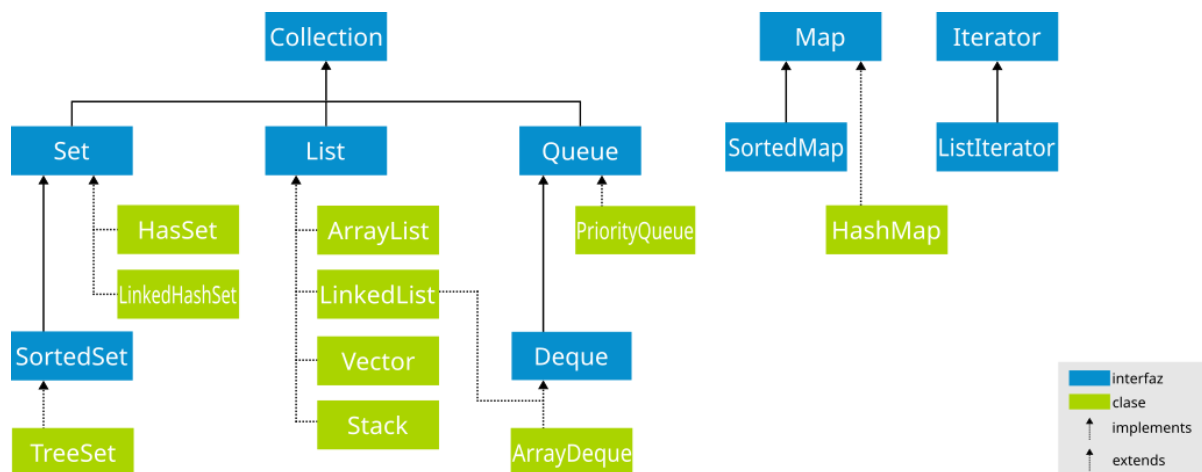 Collection
Map
Iterator
Set
List
Queue
SortedMap
ListIterator
HasSet
ArrayList
PriorityQueue
HashMap
LinkedHashSet
LinkedList
SortedSet
Vector
Deque
Stack
TreeSet
ArrayDeque
interfaz
clase
implements
extends